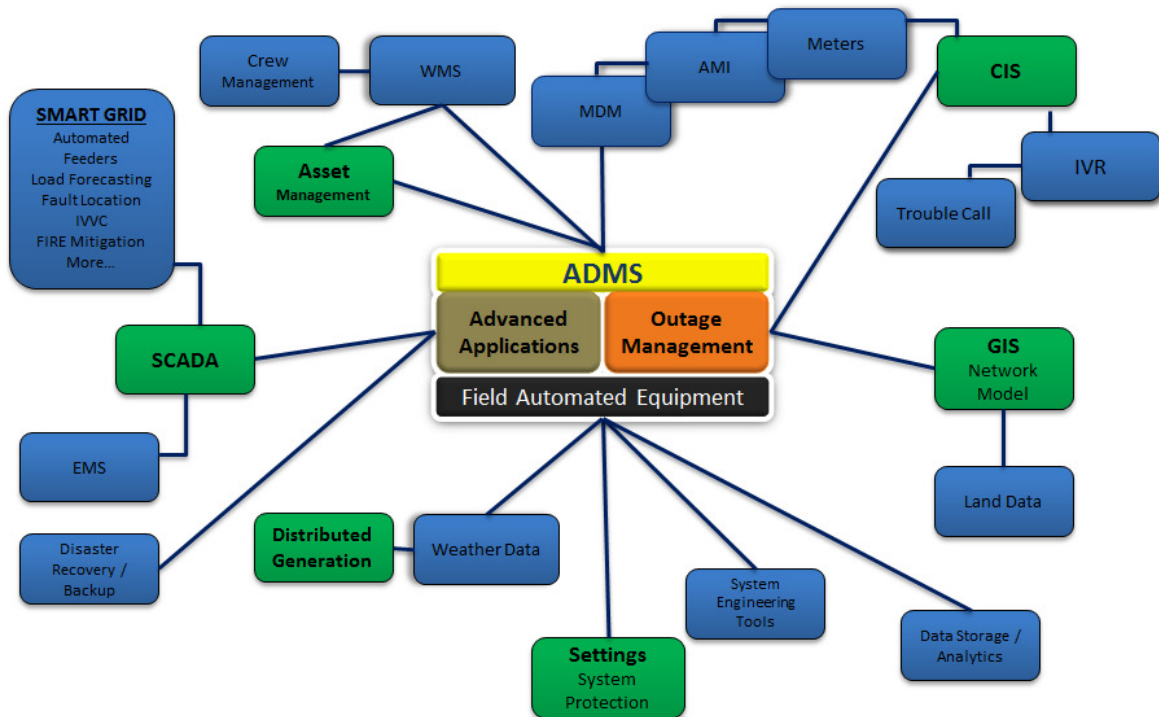 Crew
Management
WMS
MDM
AMI
Meters
CIS
SMART GRID
Automated
Feeders
Load Forecasting
Fault Location
IVVC
FIRE Mitigation
More...
Asset
Management
IVR
Trouble Call
ADMS
Advanced
Applications
Outage
Management
Field Automated Equipment
SCADA
GIS
Network
Model
EMS
Land Data
Disaster
Recovery /
Backup
Distributed
Generation
Weather Data
System
Engineering
Tools
Data Storage /
Analytics
Settings
System
Protection